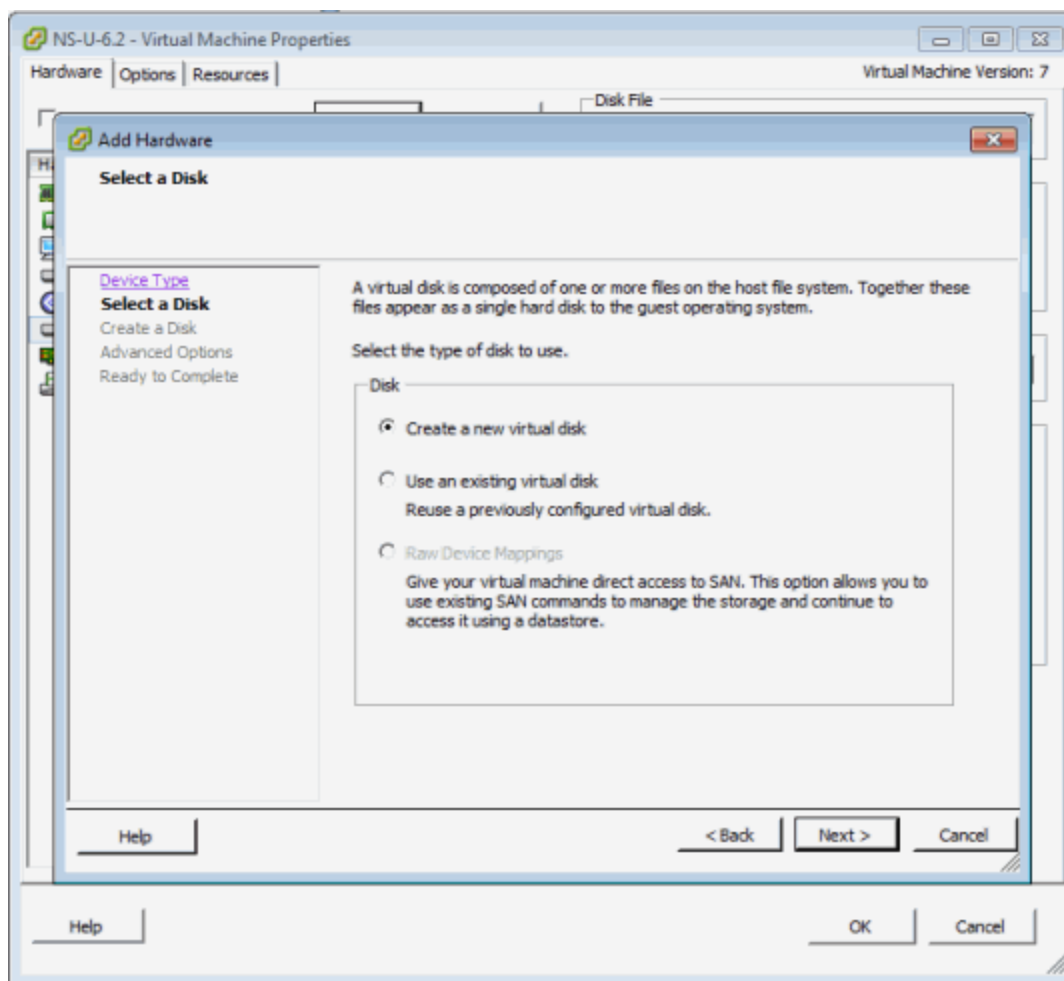 NS-U-6.2 - Virtual Machine Properties
Hardware
Options
Resources
Virtual Machine Version: 7
Disk File
Add Hardware
Select a Disk
Device Type
Select a Disk
Create a Disk
Advanced Options
Ready to Complete
A virtual disk is composed of one or more files on the host file system. Together these
files appear as a single hard disk to the guest operating system.
Select the type of disk to use.
Disk
Create a new virtual disk
Use an existing virtual disk
Reuse a previously configured virtual disk.
Raw Device Mappings
Give your virtual machine direct access to SAN. This option allows you to
use existing SAN commands to manage the storage and continue to
access it using a datastore.
Help
< Back
Next >
Cancel
Help
OK
Cancel